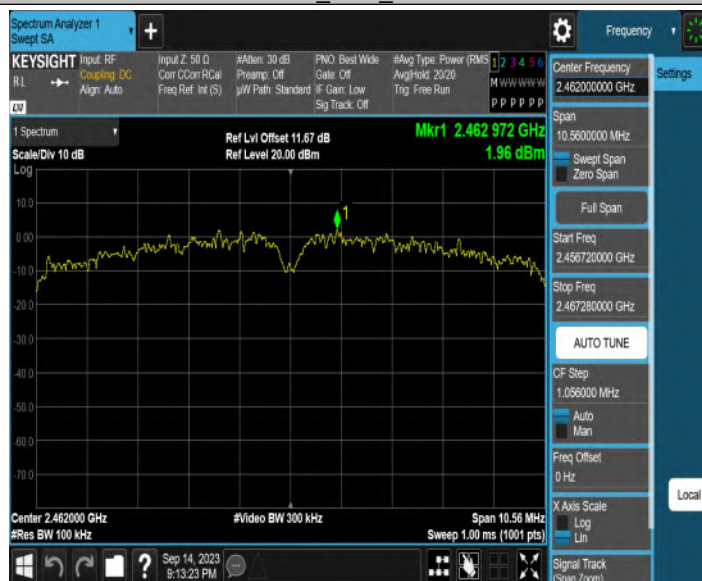 Spectrum Analyzer 1
Swept SA
+
Frequency
KEYSIGHT
Input: RF
Coupling: DC
Align: Auto
Input Z: 50 Ω
Corr CCorr RCal
Freq Ref: Int (S)
#Atten: 30 dB
Preamp: Off
µW Path: Standard
PNO: Best Wide
Gate: Off
IF Gain: Low
Sig Track: Off
#Avg Type: Power (RMS
Avg|Hold: 20/20
Trig: Free Run
1 2 3 4 5 6
M W W W W W
P P P P P P
R L
LXI
1 Spectrum
Scale/Div 10 dB
Ref Lvl Offset 11.67 dB
Ref Level 20.00 dBm
Mkr1 2.462 972 GHz
1.96 dBm
Log
10.0
0.00
-10.0
-20.0
-30.0
-40.0
-50.0
-60.0
-70.0
1
Center 2.462000 GHz
#Res BW 100 kHz
#Video BW 300 kHz
Span 10.56 MHz
Sweep 1.00 ms (1001 pts)
Center Frequency
2.462000000 GHz
Settings
Span
10.5600000 MHz
Swept Span
Zero Span
Full Span
Start Freq
2.456720000 GHz
Stop Freq
2.467280000 GHz
AUTO TUNE
CF Step
1.056000 MHz
Auto
Man
Freq Offset
0 Hz
X Axis Scale
Log
Lin
Local
Signal Track
(Span Zoom)
?
Sep 14, 2023
9:13:23 PM